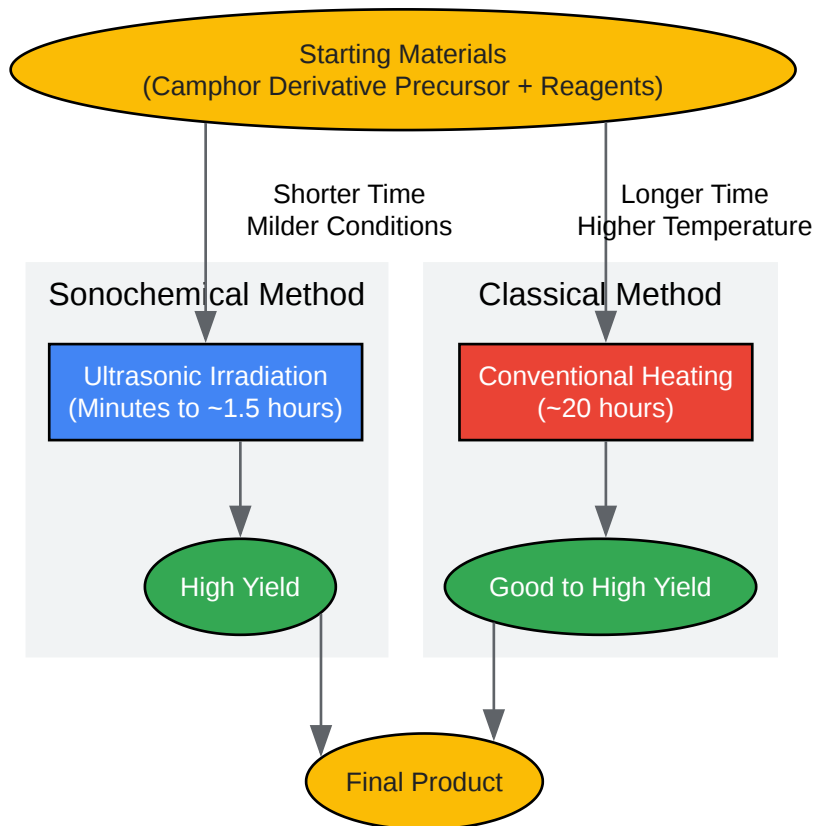 Starting Materials
(Camphor Derivative Precursor + Reagents)
Shorter Time
Milder Conditions
Longer Time
Higher Temperature
Sonochemical Method
Classical Method
Ultrasonic Irradiation
(Minutes to ~1.5 hours)
Conventional Heating
(~20 hours)
High Yield
Good to High Yield
Final Product